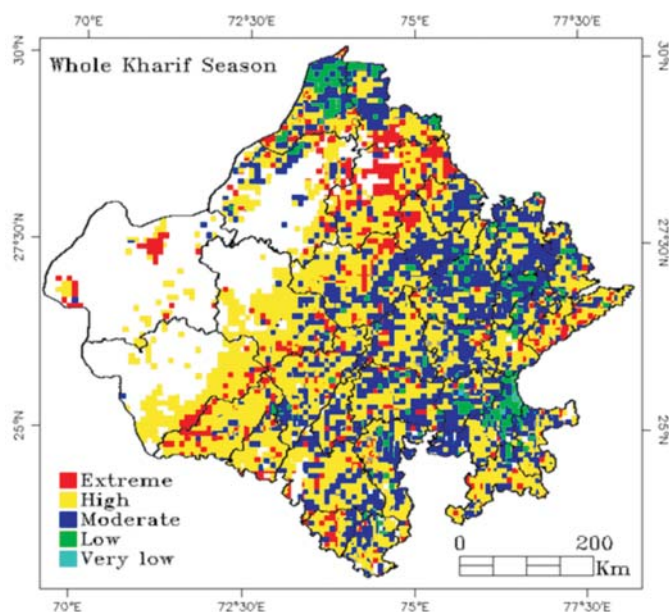 70°E 72°30'E 75°E 77°30'E
30°N 30°N
Whole Kharif Season
27°30'N 27°30'N
25°N 25°N
Extreme
High
Moderate
Low
Very low
0 200
Km
70°E 72°30'E 75°E 77°30'E